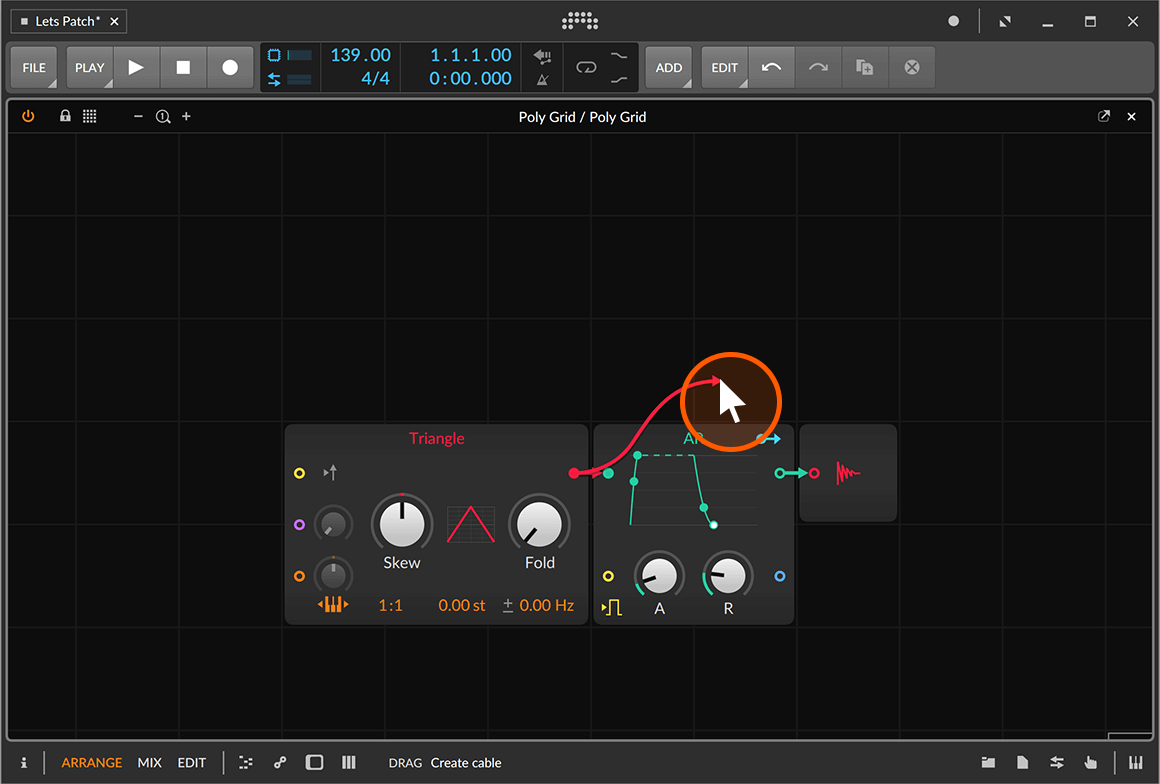 Lets Patch*
FILE
PLAY
139.00
4/4
1.1.1.00
0:00.000
ADD
EDIT
Poly Grid / Poly Grid
Triangle
Skew
Fold
1:1
0.00 st
± 0.00 Hz
A
R
i
ARRANGE
MIX
EDIT
DRAG Create cable